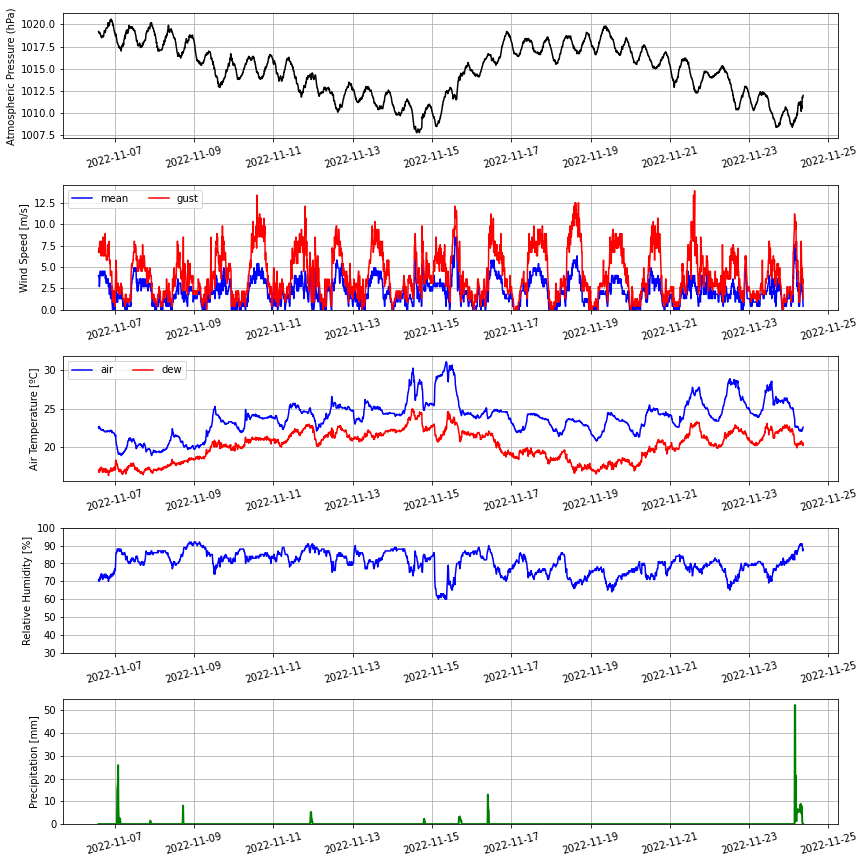 Atmospheric Pressure (hPa)
1020.0
1017.5
1015.0
1012.5
1010.0
1007.5
2022-11-07 2022-11-09 2022-11-11 2022-11-13 2022-11-15 2022-11-17 2022-11-19 2022-11-21 2022-11-23 2022-11-25
Wind Speed [m/s]
mean gust
12.5
10.0
7.5
5.0
2.5
0.0
2022-11-07 2022-11-09 2022-11-11 2022-11-13 2022-11-15 2022-11-17 2022-11-19 2022-11-21 2022-11-23 2022-11-25
Air Temperature [ºC]
air dew
30
25
20
2022-11-07 2022-11-09 2022-11-11 2022-11-13 2022-11-15 2022-11-17 2022-11-19 2022-11-21 2022-11-23 2022-11-25
Relative Humidity [%]
100
90
80
70
60
50
40
30
2022-11-07 2022-11-09 2022-11-11 2022-11-13 2022-11-15 2022-11-17 2022-11-19 2022-11-21 2022-11-23 2022-11-25
Precipitation [mm]
50
40
30
20
10
0
2022-11-07 2022-11-09 2022-11-11 2022-11-13 2022-11-15 2022-11-17 2022-11-19 2022-11-21 2022-11-23 2022-11-25